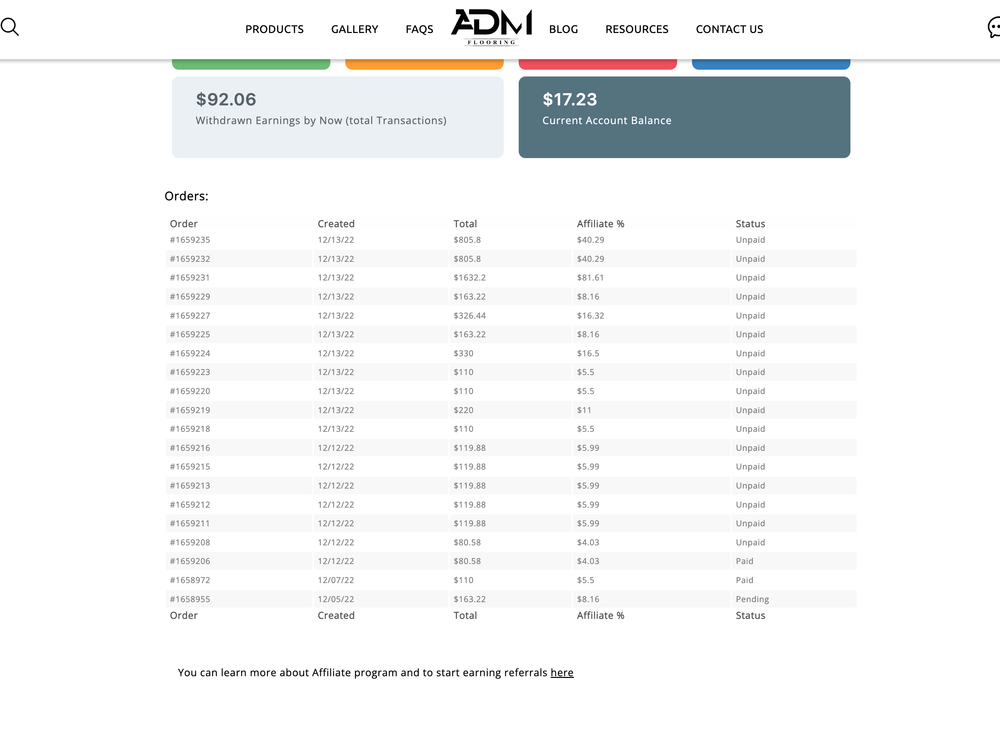 PRODUCTS GALLERY FAQS ADM FLOORING BLOG RESOURCES CONTACT US
$92.06
Withdrawn Earnings by Now (total Transactions)
$17.23
Current Account Balance
Orders:
Order Created Total Affiliate % Status
#1659235 12/13/22 $805.8 $40.29 Unpaid
#1659232 12/13/22 $805.8 $40.29 Unpaid
#1659231 12/13/22 $1632.2 $81.61 Unpaid
#1659229 12/13/22 $163.22 $8.16 Unpaid
#1659227 12/13/22 $326.44 $16.32 Unpaid
#1659225 12/13/22 $163.22 $8.16 Unpaid
#1659224 12/13/22 $330 $16.5 Unpaid
#1659223 12/13/22 $110 $5.5 Unpaid
#1659220 12/13/22 $110 $5.5 Unpaid
#1659219 12/13/22 $220 $11 Unpaid
#1659218 12/13/22 $110 $5.5 Unpaid
#1659216 12/12/22 $119.88 $5.99 Unpaid
#1659215 12/12/22 $119.88 $5.99 Unpaid
#1659213 12/12/22 $119.88 $5.99 Unpaid
#1659212 12/12/22 $119.88 $5.99 Unpaid
#1659211 12/12/22 $119.88 $5.99 Unpaid
#1659208 12/12/22 $80.58 $4.03 Unpaid
#1659206 12/12/22 $80.58 $4.03 Paid
#1658972 12/07/22 $110 $5.5 Paid
#1658955 12/05/22 $163.22 $8.16 Pending
Order Created Total Affiliate % Status
You can learn more about Affiliate program and to start earning referrals here